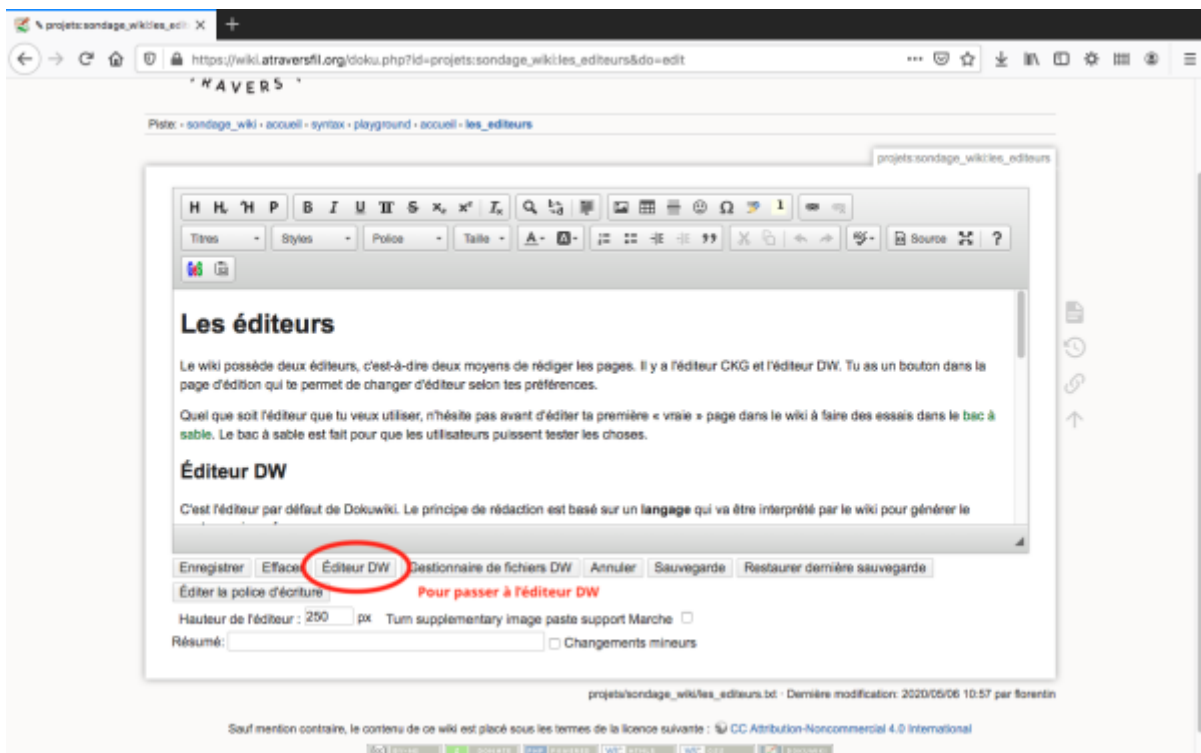 projets:sondage_wiki:les_edi
https://wiki.atraversfil.org/doku.php?id=projets:sondage_wiki:les_editeurs&do=edit
'NAVERS'
Piste: • sondage_wiki • accueil • syntax • playground • accueil • les_editeurs
projets:sondage_wiki:les_editeurs
Titres Styles Police Taille Source ?
Les éditeurs
Le wiki possède deux éditeurs, c'est-à-dire deux moyens de rédiger les pages. Il y a l'éditeur CKG et l'éditeur DW. Tu as un bouton dans la
page d'édition qui te permet de changer d'éditeur selon tes préférences.
Quel que soit l'éditeur que tu veux utiliser, n'hésite pas avant d'éditer ta première « vraie » page dans le wiki à faire des essais dans le bac à
sable. Le bac à sable est fait pour que les utilisateurs puissent tester les choses.
Éditeur DW
C'est l'éditeur par défaut de Dokuwiki. Le principe de rédaction est basé sur un langage qui va être interprété par le wiki pour générer le
Enregistrer Effacer Éditeur DW Gestionnaire de fichiers DW Annuler Sauvegarde Restaurer dernière sauvegarde
Éditer la police d'écriture Pour passer à l'éditeur DW
Hauteur de l'éditeur : 250 px Turn supplementary image paste support Marche
Résumé: Changements mineurs
projets/sondage_wiki/les_editeurs.txt · Dernière modification: 2020/05/06 10:57 par florentin
Sauf mention contraire, le contenu de ce wiki est placé sous les termes de la licence suivante : CC Attribution-Noncommercial 4.0 International